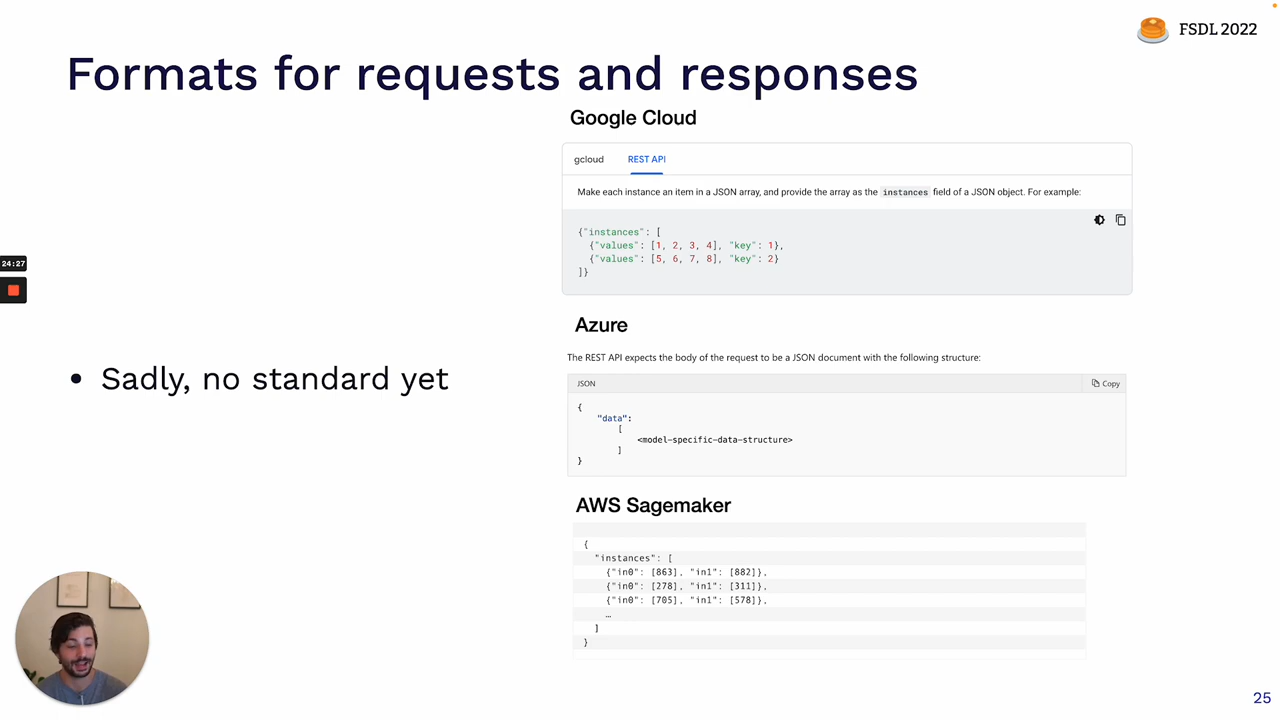 FSDL 2022
Formats for requests and responses
Google Cloud
gcloud REST API
Make each instance an item in a JSON array, and provide the array as the instances field of a JSON object. For example:
{"instances": [
{"values": [1, 2, 3, 4], "key": 1},
{"values": [5, 6, 7, 8], "key": 2}
]}
24:27
Azure
The REST API expects the body of the request to be a JSON document with the following structure:
JSON Copy
{
"data":
[
<model-specific-data-structure>
]
}
• Sadly, no standard yet
AWS Sagemaker
{
"instances": [
{"in0": [863], "in1": [882]},
{"in0": [278], "in1": [311]},
{"in0": [705], "in1": [578]},
…
]
}
25